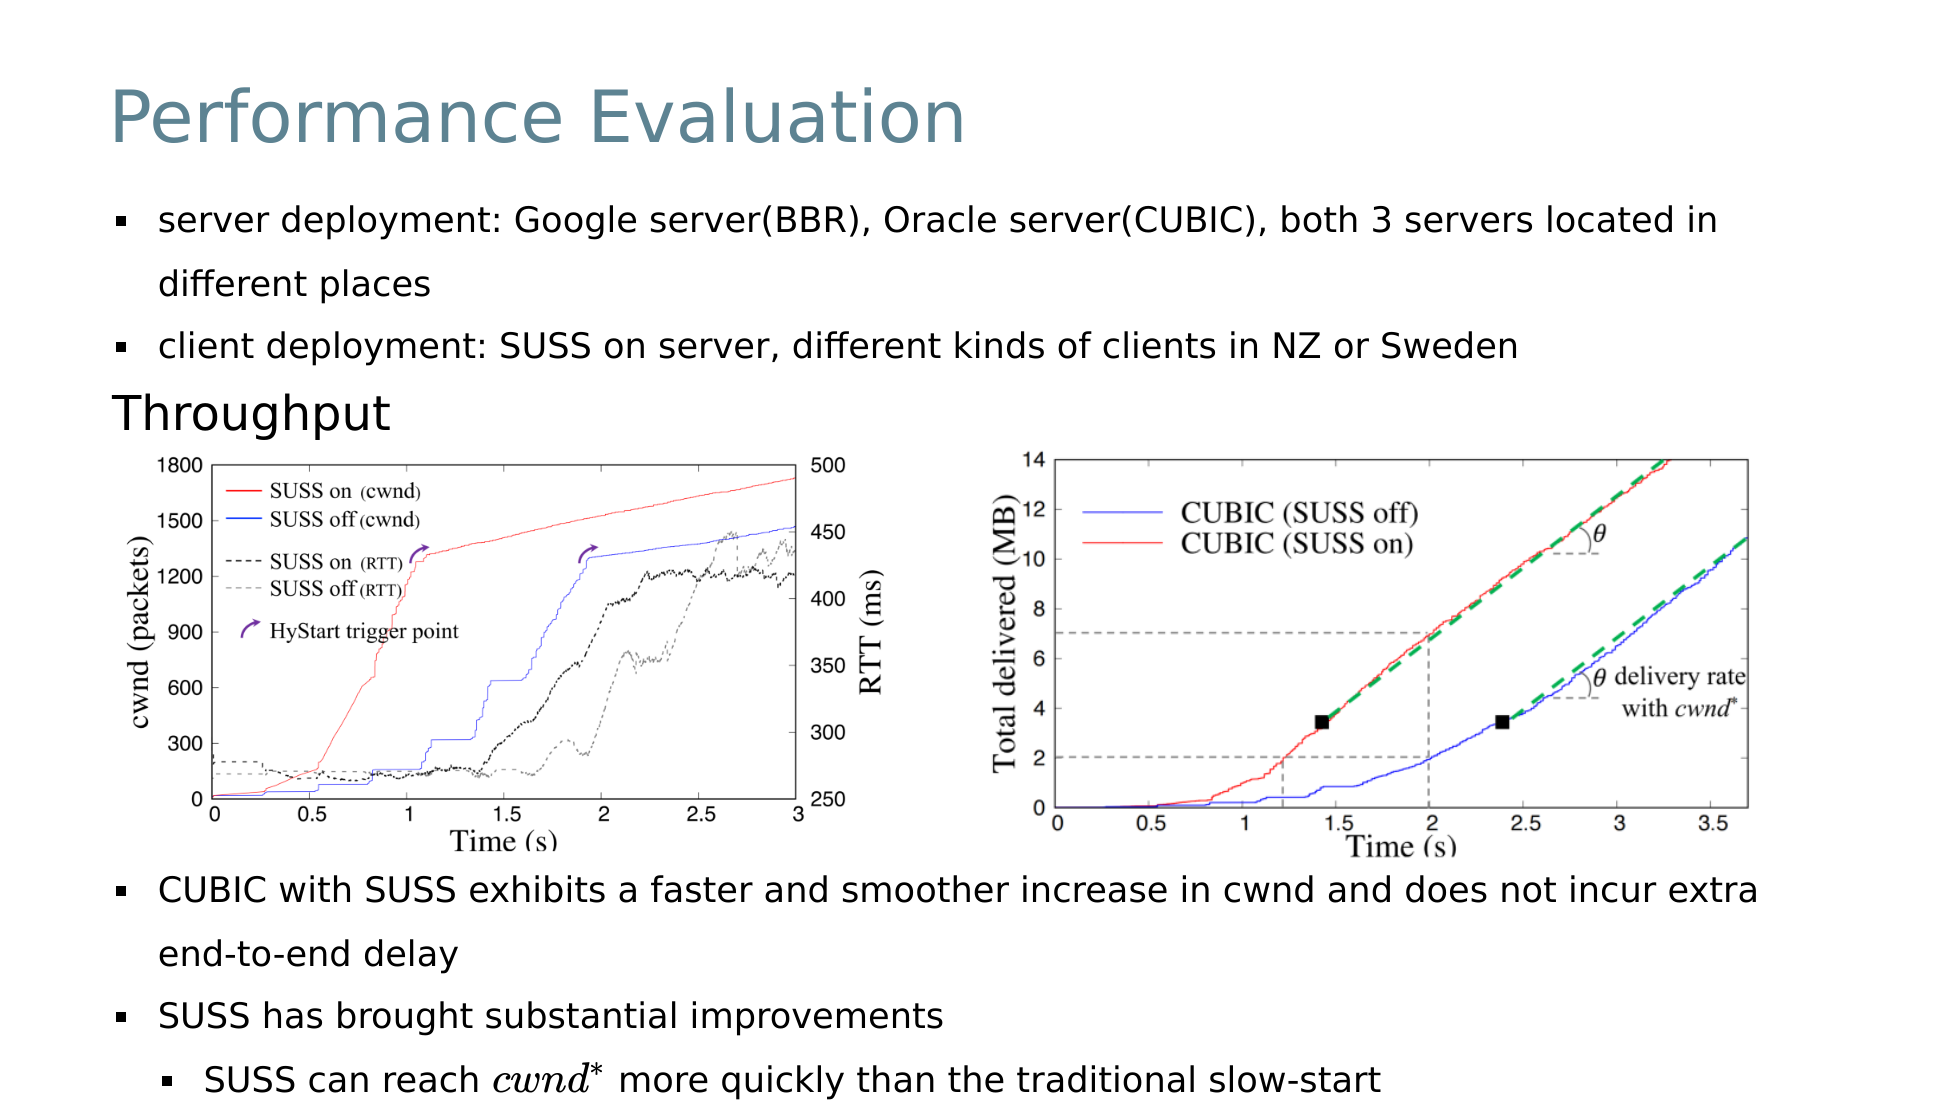 Performance Evaluation
▪ server deployment: Google server(BBR), Oracle server(CUBIC), both 3 servers located in
different places
▪ client deployment: SUSS on server, different kinds of clients in NZ or Sweden
Throughput
1800
1500
1200
900
600
300
0
cwnd (packets)
SUSS on (cwnd)
SUSS off (cwnd)
SUSS on (RTT)
SUSS off (RTT)
HyStart trigger point
500
450
400
350
300
250
RTT (ms)
0 0.5 1 1.5 2 2.5 3
Time (s)
14
12
10
8
6
4
2
0
Total delivered (MB)
CUBIC (SUSS off)
CUBIC (SUSS on)
θ
θ delivery rate
with cwnd*
0 0.5 1 1.5 2 2.5 3 3.5
Time (s)
▪ CUBIC with SUSS exhibits a faster and smoother increase in cwnd and does not incur extra
end-to-end delay
▪ SUSS has brought substantial improvements
▪ SUSS can reach cwnd* more quickly than the traditional slow-start